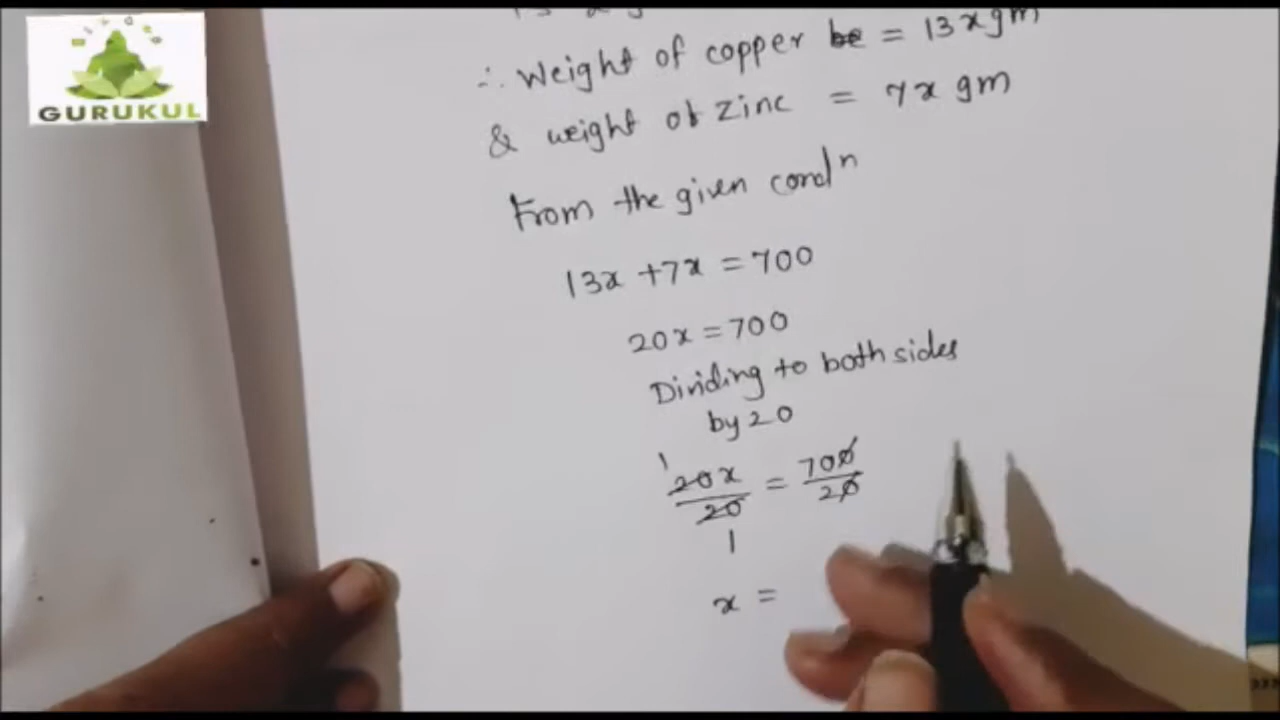 GURUKUL
∴ Weight of copper be = 13x gm
& weight of Zinc = 7x gm
From the given condⁿ
13x + 7x = 700
20x = 700
Dividing to both sides
by 20
1
20x/20 = 700/20
1
x =